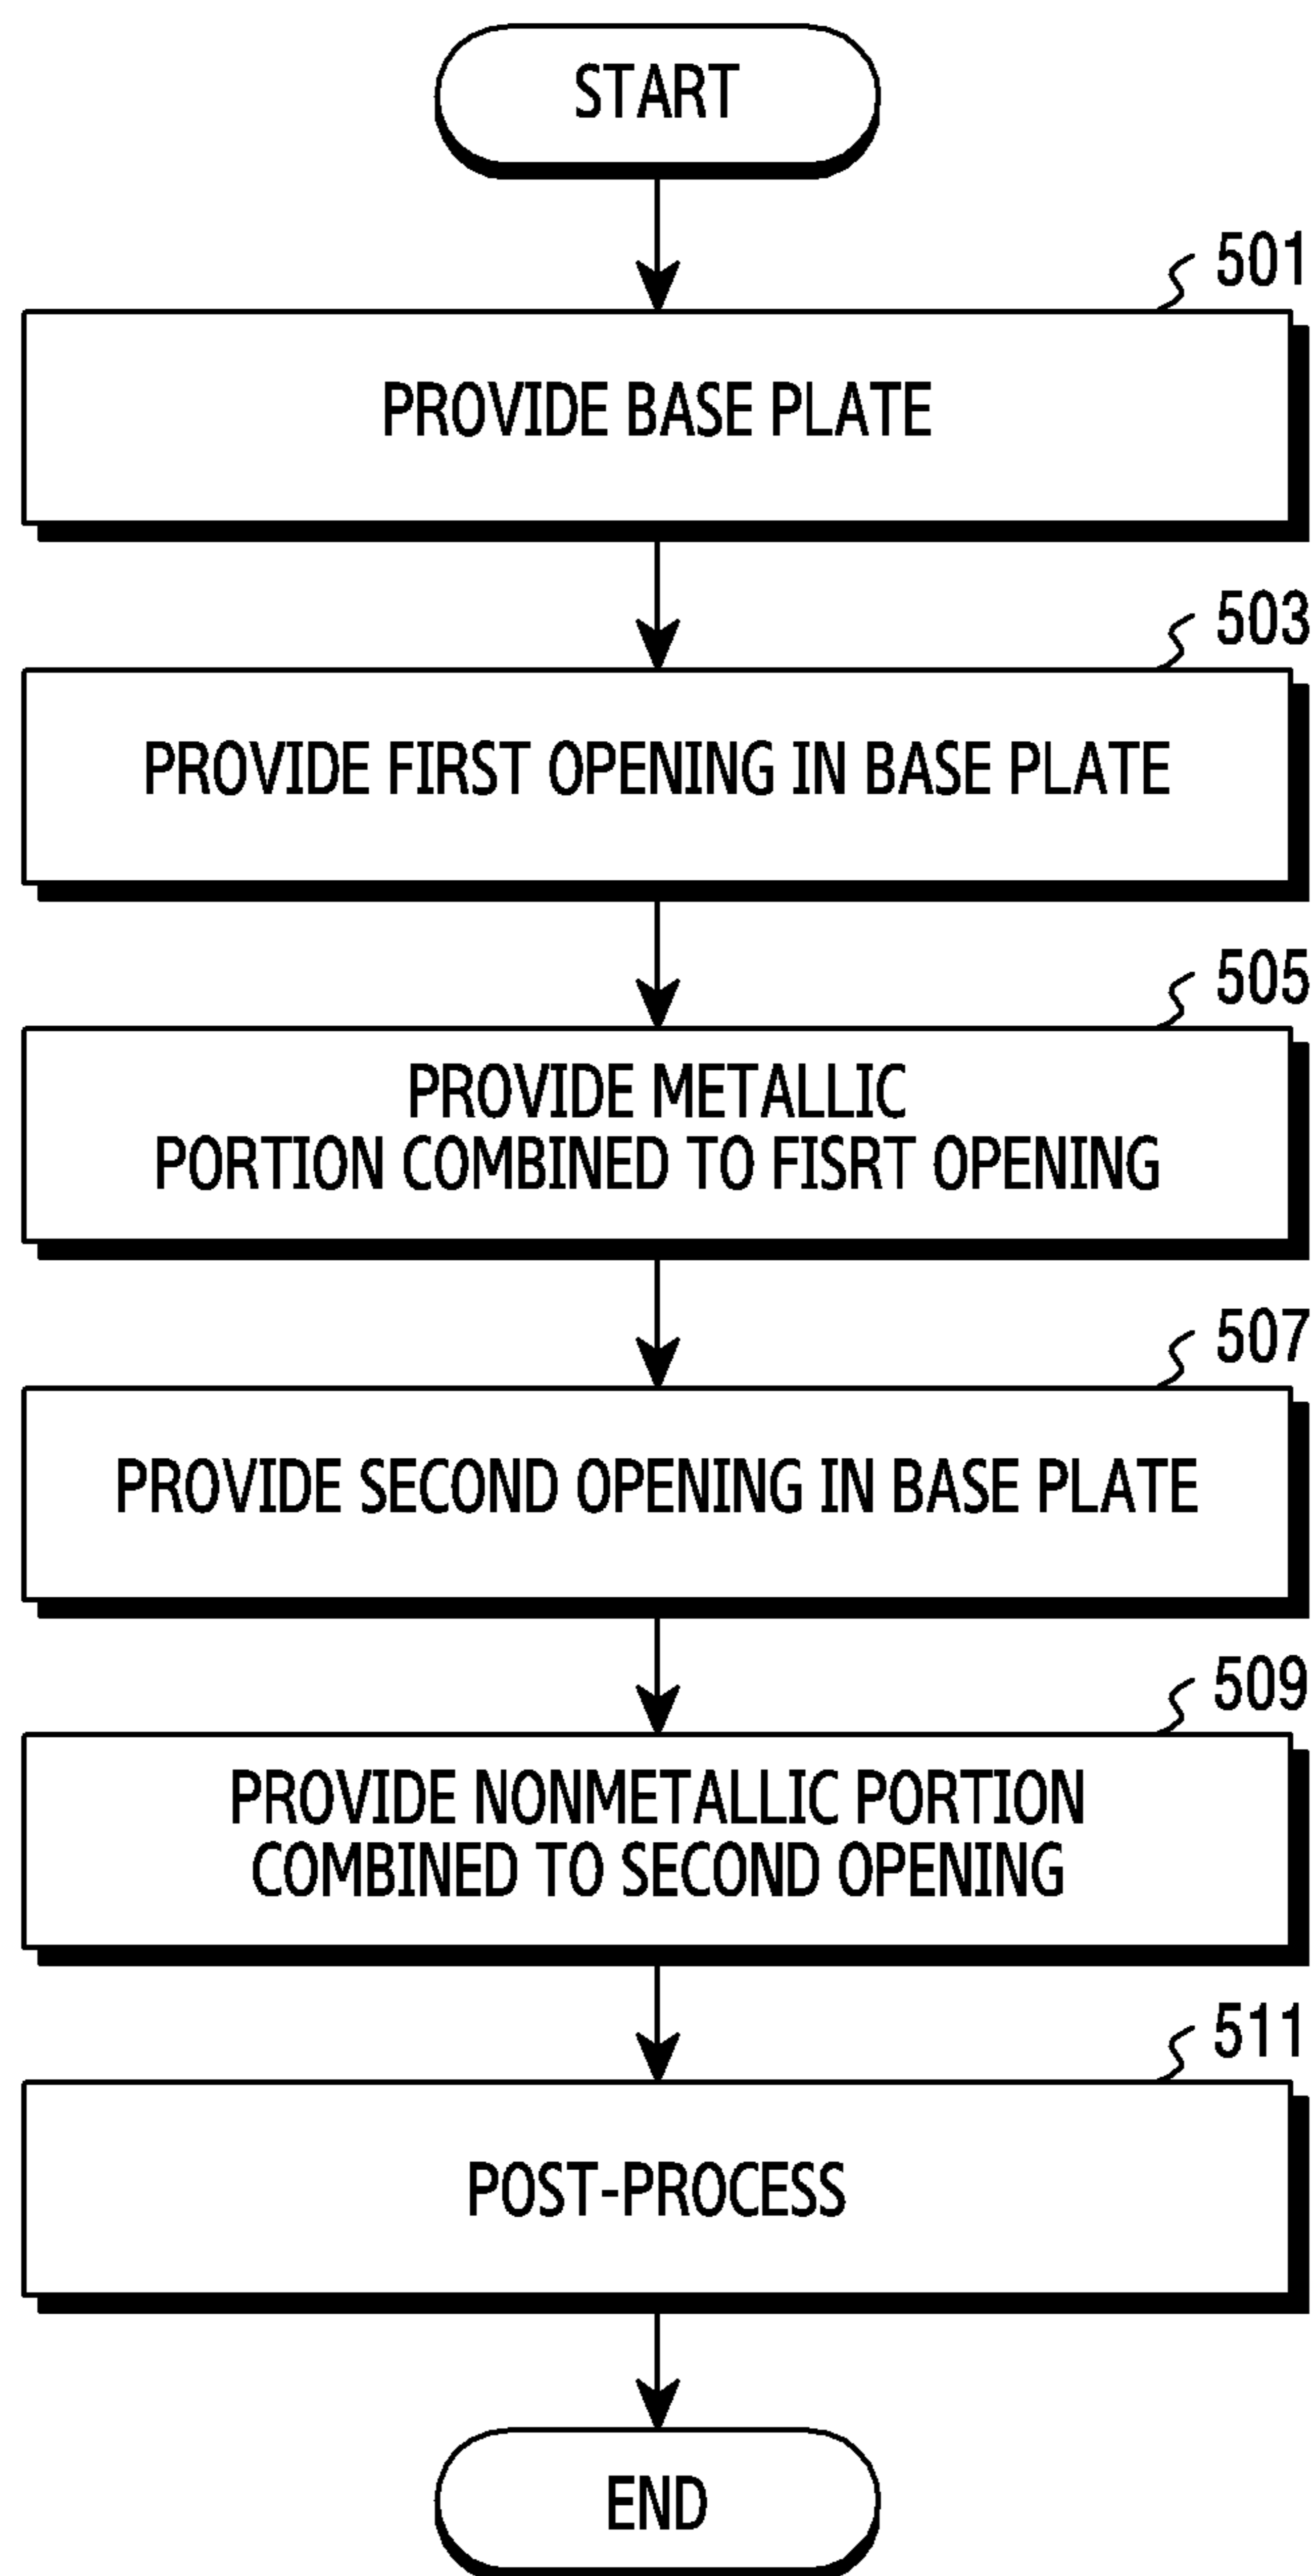 START
501
PROVIDE BASE PLATE
503
PROVIDE FIRST OPENING IN BASE PLATE
505
PROVIDE METALLIC
PORTION COMBINED TO FISRT OPENING
507
PROVIDE SECOND OPENING IN BASE PLATE
509
PROVIDE NONMETALLIC PORTION
COMBINED TO SECOND OPENING
511
POST-PROCESS
END